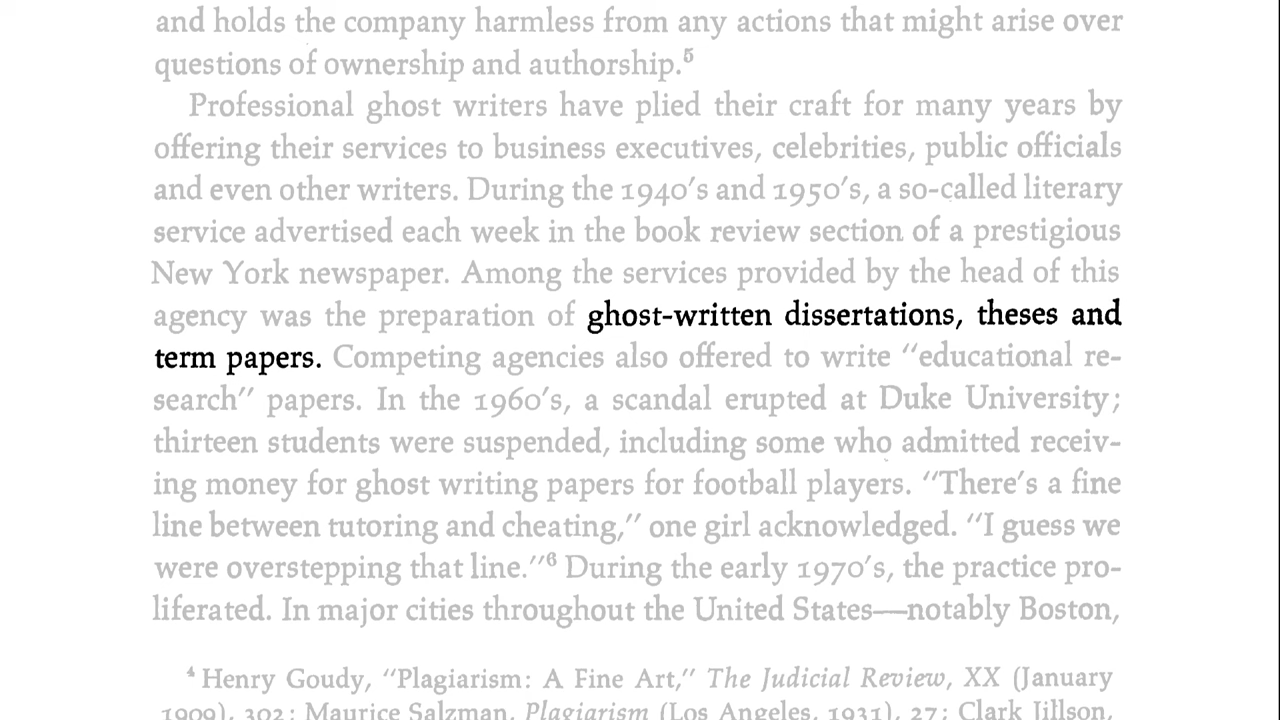 and holds the company harmless from any actions that might arise over
questions of ownership and authorship.⁵
Professional ghost writers have plied their craft for many years by
offering their services to business executives, celebrities, public officials
and even other writers. During the 1940's and 1950's, a so-called literary
service advertised each week in the book review section of a prestigious
New York newspaper. Among the services provided by the head of this
agency was the preparation of ghost-written dissertations, theses and
term papers. Competing agencies also offered to write "educational re-
search" papers. In the 1960's, a scandal erupted at Duke University;
thirteen students were suspended, including some who admitted receiv-
ing money for ghost writing papers for football players. "There's a fine
line between tutoring and cheating," one girl acknowledged. "I guess we
were overstepping that line."⁶ During the early 1970's, the practice pro-
liferated. In major cities throughout the United States—notably Boston,
⁴ Henry Goudy, "Plagiarism: A Fine Art," The Judicial Review, XX (January
1909), 302; Maurice Salzman, Plagiarism (Los Angeles, 1931), 27; Clark Jillson,